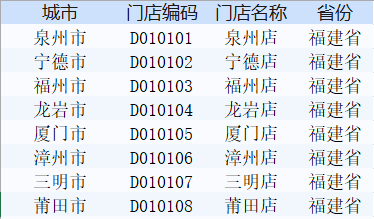 城市 门店编码 门店名称 省份
泉州市 D010101 泉州店 福建省
宁德市 D010102 宁德店 福建省
福州市 D010103 福州店 福建省
龙岩市 D010104 龙岩店 福建省
厦门市 D010105 厦门店 福建省
漳州市 D010106 漳州店 福建省
三明市 D010107 三明店 福建省
莆田市 D010108 莆田店 福建省